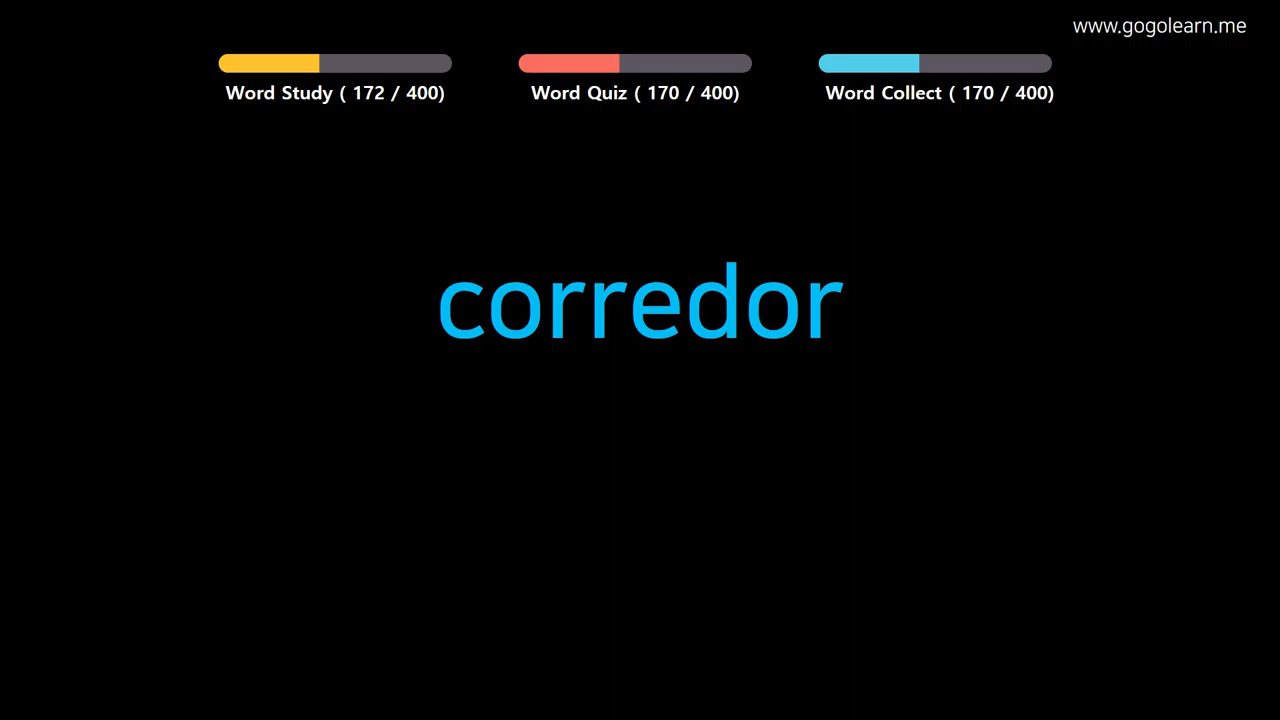 www.gogolearn.me
Word Study ( 172 / 400)
Word Quiz ( 170 / 400)
Word Collect ( 170 / 400)
corredor